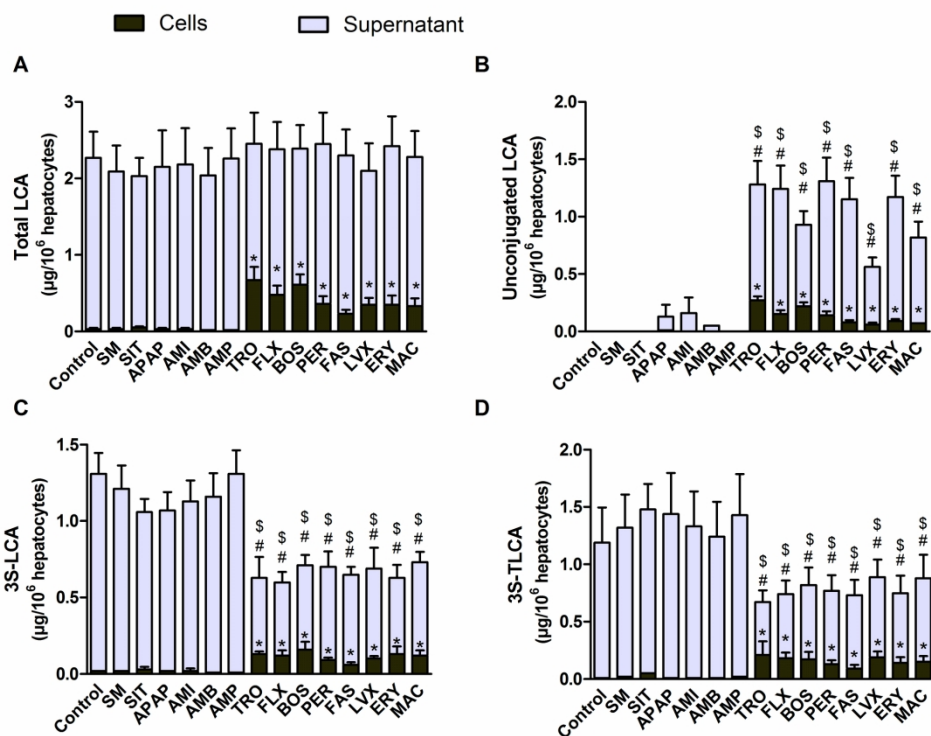 Cells Supernatant
A
Total LCA
(µg/10⁶ hepatocytes)
3
2
1
0
* * * * * * * *
Control SM SIT APAP AMI AMB AMP TRO FLX BOS PER FAS LVX ERY MAC
B
Unconjugated LCA
(µg/10⁶ hepatocytes)
2.0
1.5
1.0
0.5
0.0
$ $ $ $ $ $ $ $
# # # # # # # #
* * * * * * * *
Control SM SIT APAP AMI AMB AMP TRO FLX BOS PER FAS LVX ERY MAC
C
3S-LCA
(µg/10⁶ hepatocytes)
1.5
1.0
0.5
0.0
$ $ $ $ $ $ $ $
# # # # # # # #
* * * * * * * *
Control SM SIT APAP AMI AMB AMP TRO FLX BOS PER FAS LVX ERY MAC
D
3S-TLCA
(µg/10⁶ hepatocytes)
2.0
1.5
1.0
0.5
0.0
$ $ $ $ $ $ $ $
# # # # # # # #
* * * * * * * *
Control SM SIT APAP AMI AMB AMP TRO FLX BOS PER FAS LVX ERY MAC